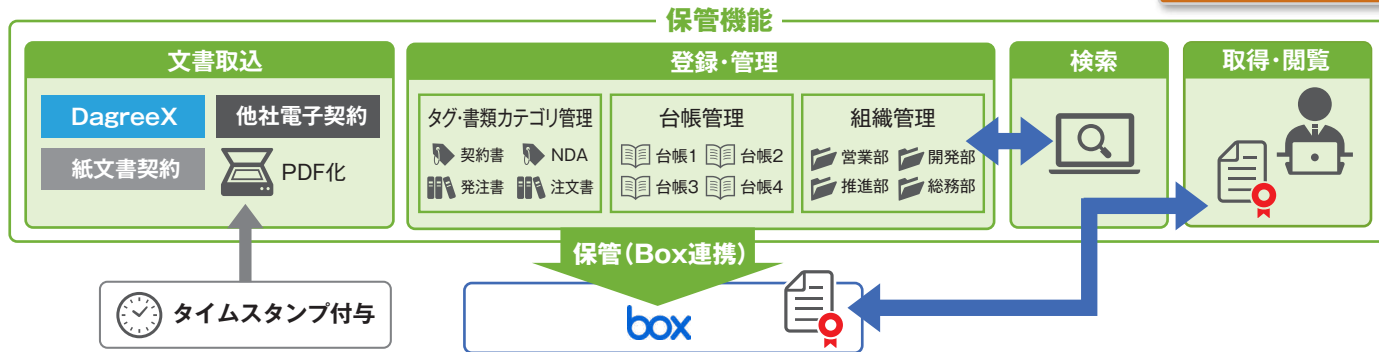 保管機能
文書取込
DagreeX
他社電子契約
紙文書契約
PDF化
登録・管理
タグ・書類カテゴリ管理
契約書
NDA
発注書
注文書
台帳管理
台帳1
台帳2
台帳3
台帳4
組織管理
営業部
開発部
推進部
総務部
検索
取得・閲覧
保管(Box連携)
タイムスタンプ付与
box